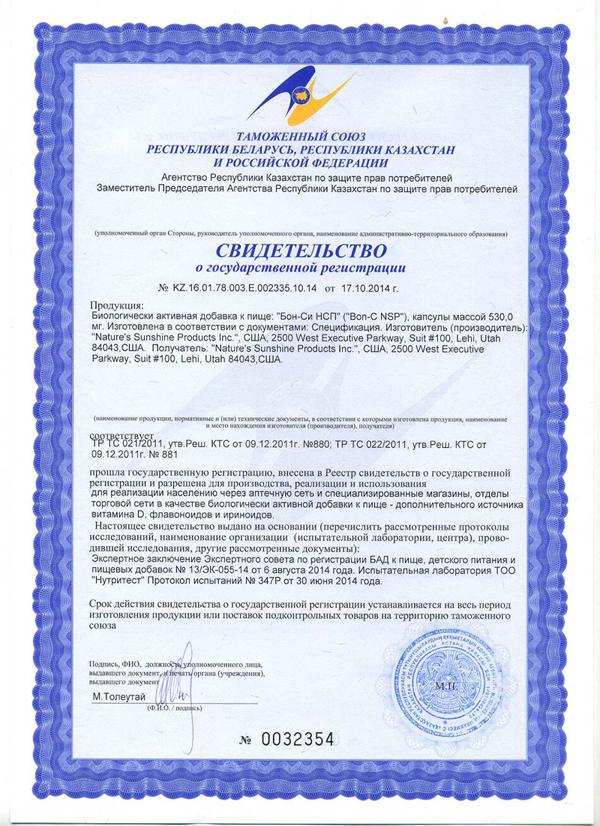 ТАМОЖЕННЫЙ СОЮЗ
РЕСПУБЛИКИ БЕЛАРУСЬ, РЕСПУБЛИКИ КАЗАХСТАН
И РОССИЙСКОЙ ФЕДЕРАЦИИ
Агентство Республики Казахстан по защите прав потребителей
Заместитель Председателя Агентства Республики Казахстан по защите прав потребителей
(уполномоченный орган Стороны, руководитель уполномоченного органа, наименование административно-территориального образования)
СВИДЕТЕЛЬСТВО
о государственной регистрации
№ KZ.16.01.78.003.E.002335.10.14 от 17.10.2014 г.
Продукция:
Биологически активная добавка к пище: "Бон-Си НСП" ("Bon-C NSP"), капсулы массой 530,0
мг. Изготовлена в соответствии с документами: Спецификация. Изготовитель (производитель):
"Nature's Sunshine Products Inc.", США, 2500 West Executive Parkway, Suit #100, Lehi, Utah
84043,США. Получатель: "Nature's Sunshine Products Inc.", США, 2500 West Executive
Parkway, Suit #100, Lehi, Utah 84043,США.
(наименование продукции, нормативные и (или) технические документы, в соответствии с которыми изготовлена продукция, наименование
и место нахождения изготовителя (производителя), получателя)
соответствует
ТР ТС 021/2011, утв.Реш. КТС от 09.12.2011г. №880; ТР ТС 022/2011, утв.Реш. КТС от
09.12.2011г. № 881
прошла государственную регистрацию, внесена в Реестр свидетельств о государственной
регистрации и разрешена для производства, реализации и использования
для реализации населению через аптечную сеть и специализированные магазины, отделы
торговой сети в качестве биологически активной добавки к пище - дополнительного источника
витамина D, флавоноидов и иридоидов.
Настоящее свидетельство выдано на основании (перечислить рассмотренные протоколы
исследований, наименование организации (испытательной лаборатории, центра), прово-
дившей исследования, другие рассмотренные документы):
Экспертное заключение Экспертного совета по регистрации БАД к пище, детского питания и
пищевых добавок № 13/ЭК-055-14 от 6 августа 2014 года. Испытательная лаборатория ТОО
"Нутритест" Протокол испытаний № 347Р от 30 июня 2014 года.
Срок действия свидетельства о государственной регистрации устанавливается на весь период
изготовления продукции или поставок подконтрольных товаров на территорию таможенного
союза
Подпись, ФИО, должность уполномоченного лица,
выдавшего документ, и печать органа (учреждения),
выдавшего документ
М.Толеутай
(Ф.И.О. / подпись)
М.П.
№ 0032354